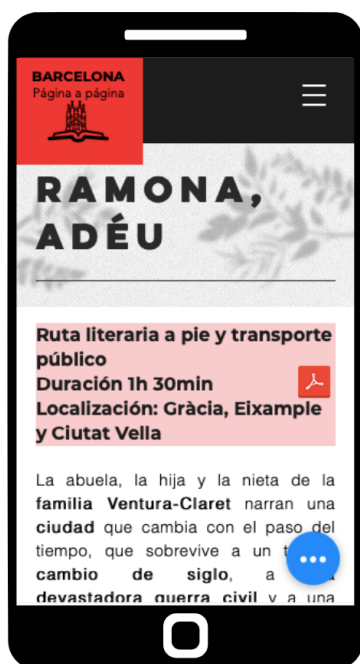 BARCELONA
Página a página
RAMONA,
ADÉU
Ruta literaria a pie y transporte
público
Duración 1h 30min
Localización: Gràcia, Eixample
y Ciutat Vella
La abuela, la hija y la nieta de la
familia Ventura-Claret narran una
ciudad que cambia con el paso del
tiempo, que sobrevive a un
cambio de siglo, a
devastadora guerra civil y a una